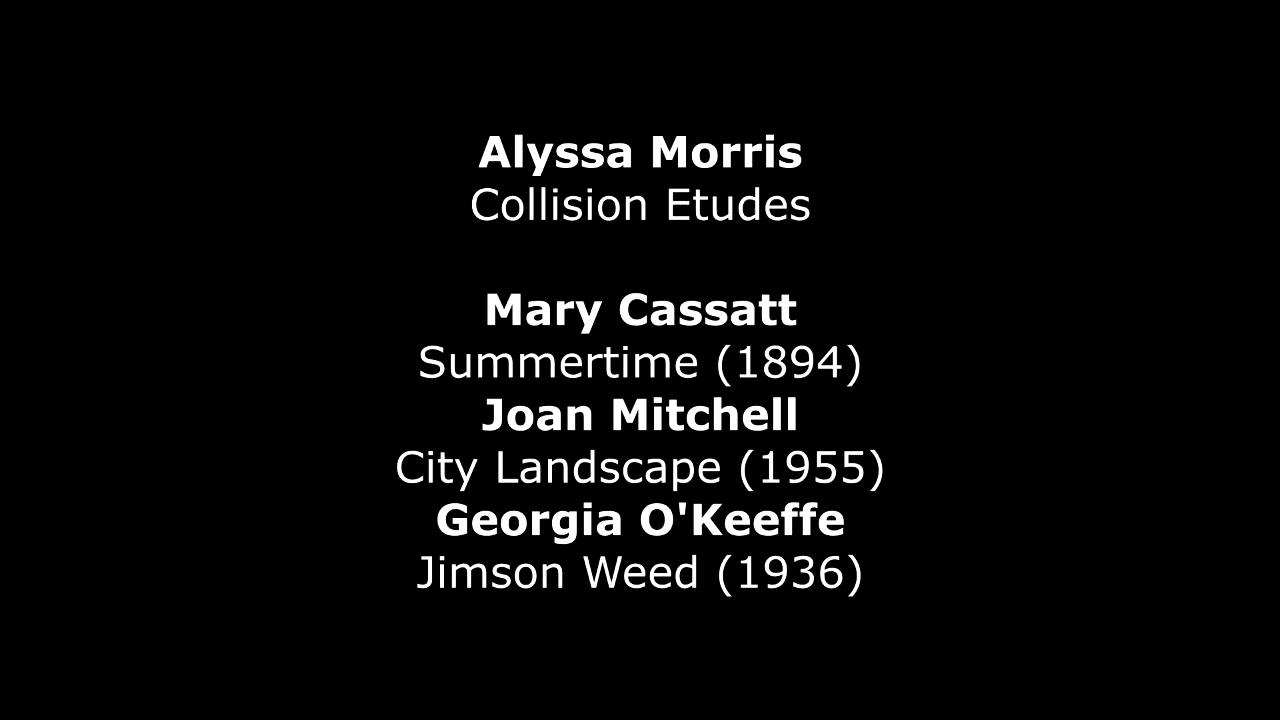 Alyssa Morris
Collision Etudes
Mary Cassatt
Summertime (1894)
Joan Mitchell
City Landscape (1955)
Georgia O'Keeffe
Jimson Weed (1936)